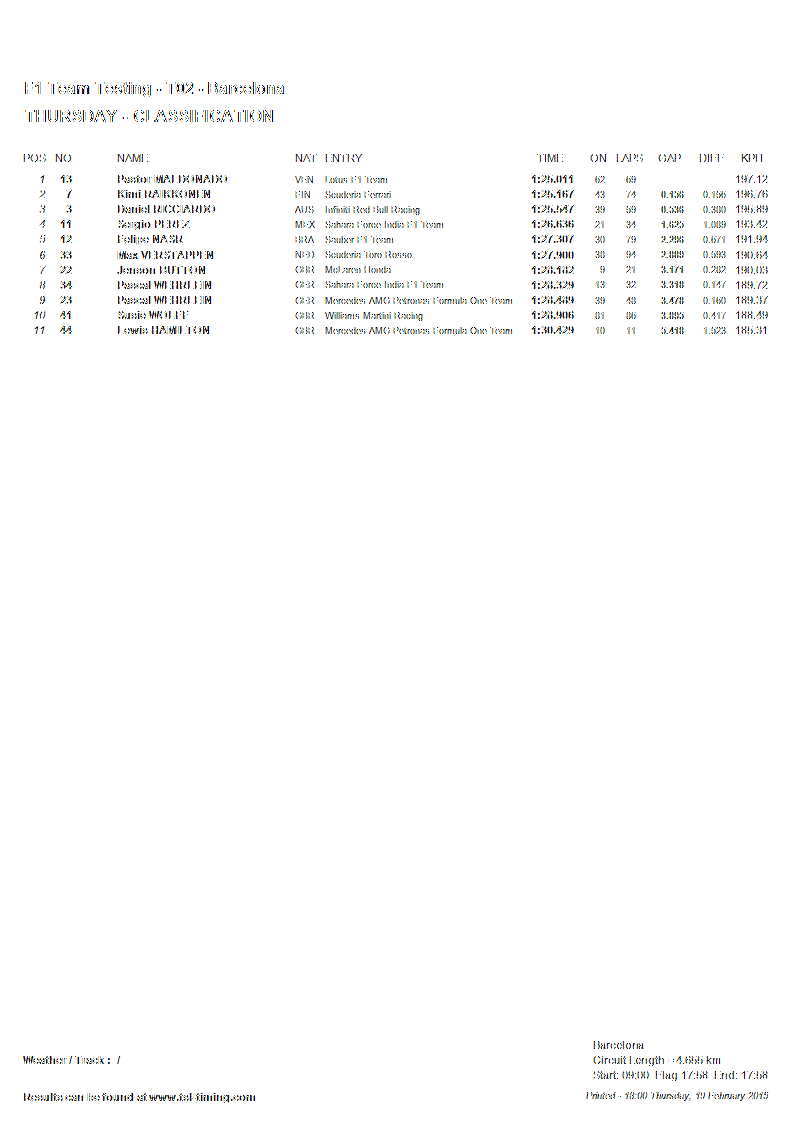 F1 Team Testing - T02 - Barcelona
THURSDAY - CLASSIFICATION
POS NO NAME NAT ENTRY TIME ON LAPS GAP DIFF KPH
1 13 Pastor MALDONADO VEN Lotus F1 Team 1:25.011 62 69 197.12
2 7 Kimi RAIKKONEN FIN Scuderia Ferrari 1:25.167 43 74 0.156 0.156 196.76
3 3 Daniel RICCIARDO AUS Infiniti Red Bull Racing 1:25.547 39 59 0.536 0.380 195.89
4 11 Sergio PEREZ MEX Sahara Force India F1 Team 1:26.636 21 34 1.625 1.089 193.42
5 12 Felipe NASR BRA Sauber F1 Team 1:27.307 30 79 2.296 0.671 191.94
6 33 Max VERSTAPPEN NED Scuderia Toro Rosso 1:27.900 38 94 2.889 0.593 190.64
7 22 Jenson BUTTON GBR McLaren Honda 1:28.182 9 21 3.171 0.282 190.03
8 34 Pascal WEHRLEIN GBR Sahara Force India F1 Team 1:28.329 13 32 3.318 0.147 189.72
9 23 Pascal WEHRLEIN GBR Mercedes AMG Petronas Formula One Team 1:28.489 39 48 3.478 0.160 189.37
10 41 Susie WOLFF GBR Williams Martini Racing 1:28.906 61 86 3.895 0.417 188.49
11 44 Lewis HAMILTON GBR Mercedes AMG Petronas Formula One Team 1:30.429 10 11 5.418 1.523 185.31
Barcelona
Weather / Track : / Circuit Length = 4.655 km
Start: 09:00 Flag 17:58 End: 17:58
Results can be found at www.tsl-timing.com Printed - 18:00 Thursday, 19 February 2015